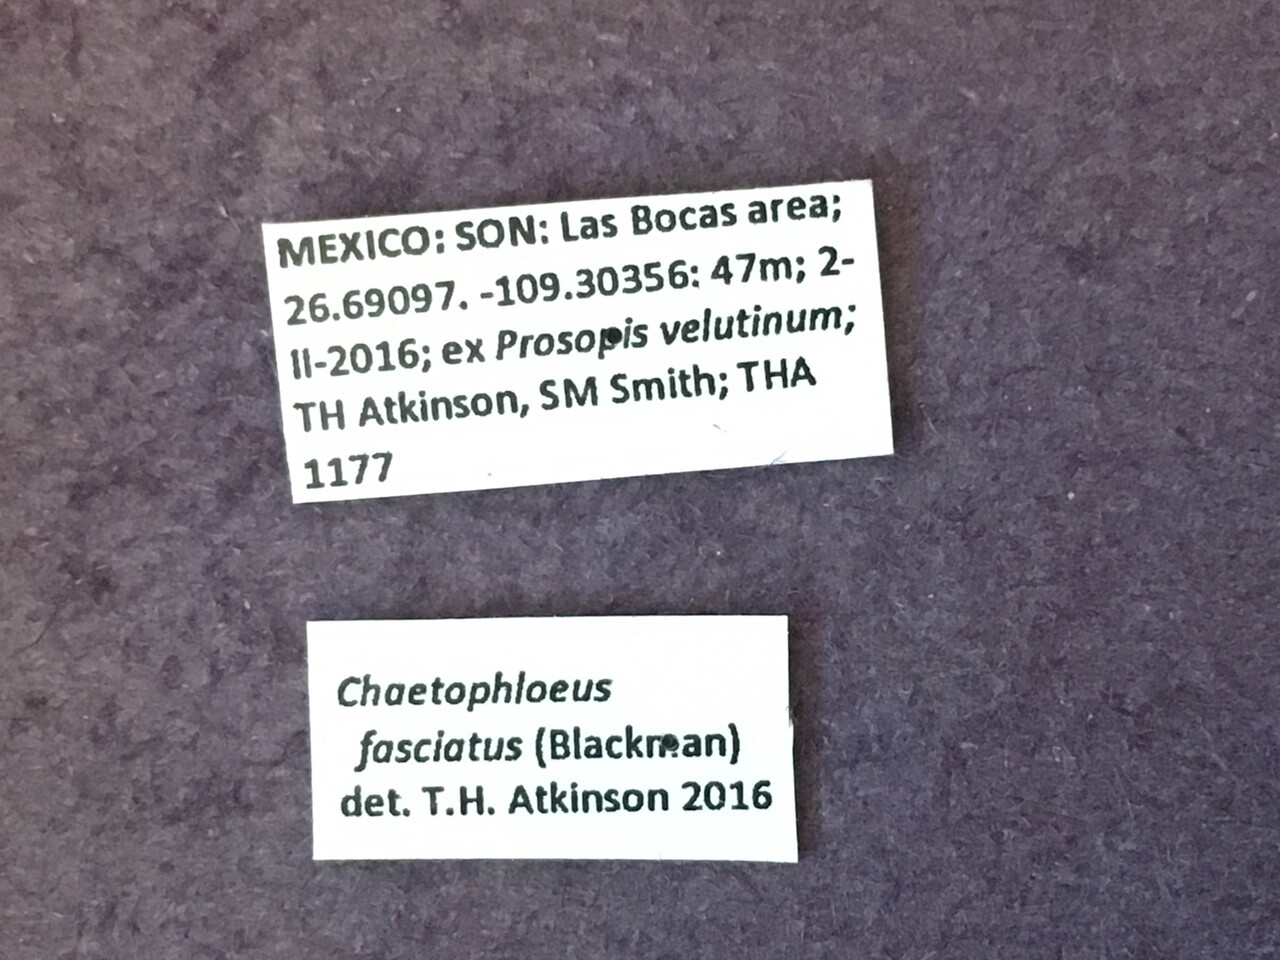 MEXICO: SON: Las Bocas area;
26.69097. -109.30356: 47m; 2-
II-2016; ex Prosopis velutinum;
TH Atkinson, SM Smith; THA
1177
Chaetophloeus
fasciatus (Blackman)
det. T.H. Atkinson 2016